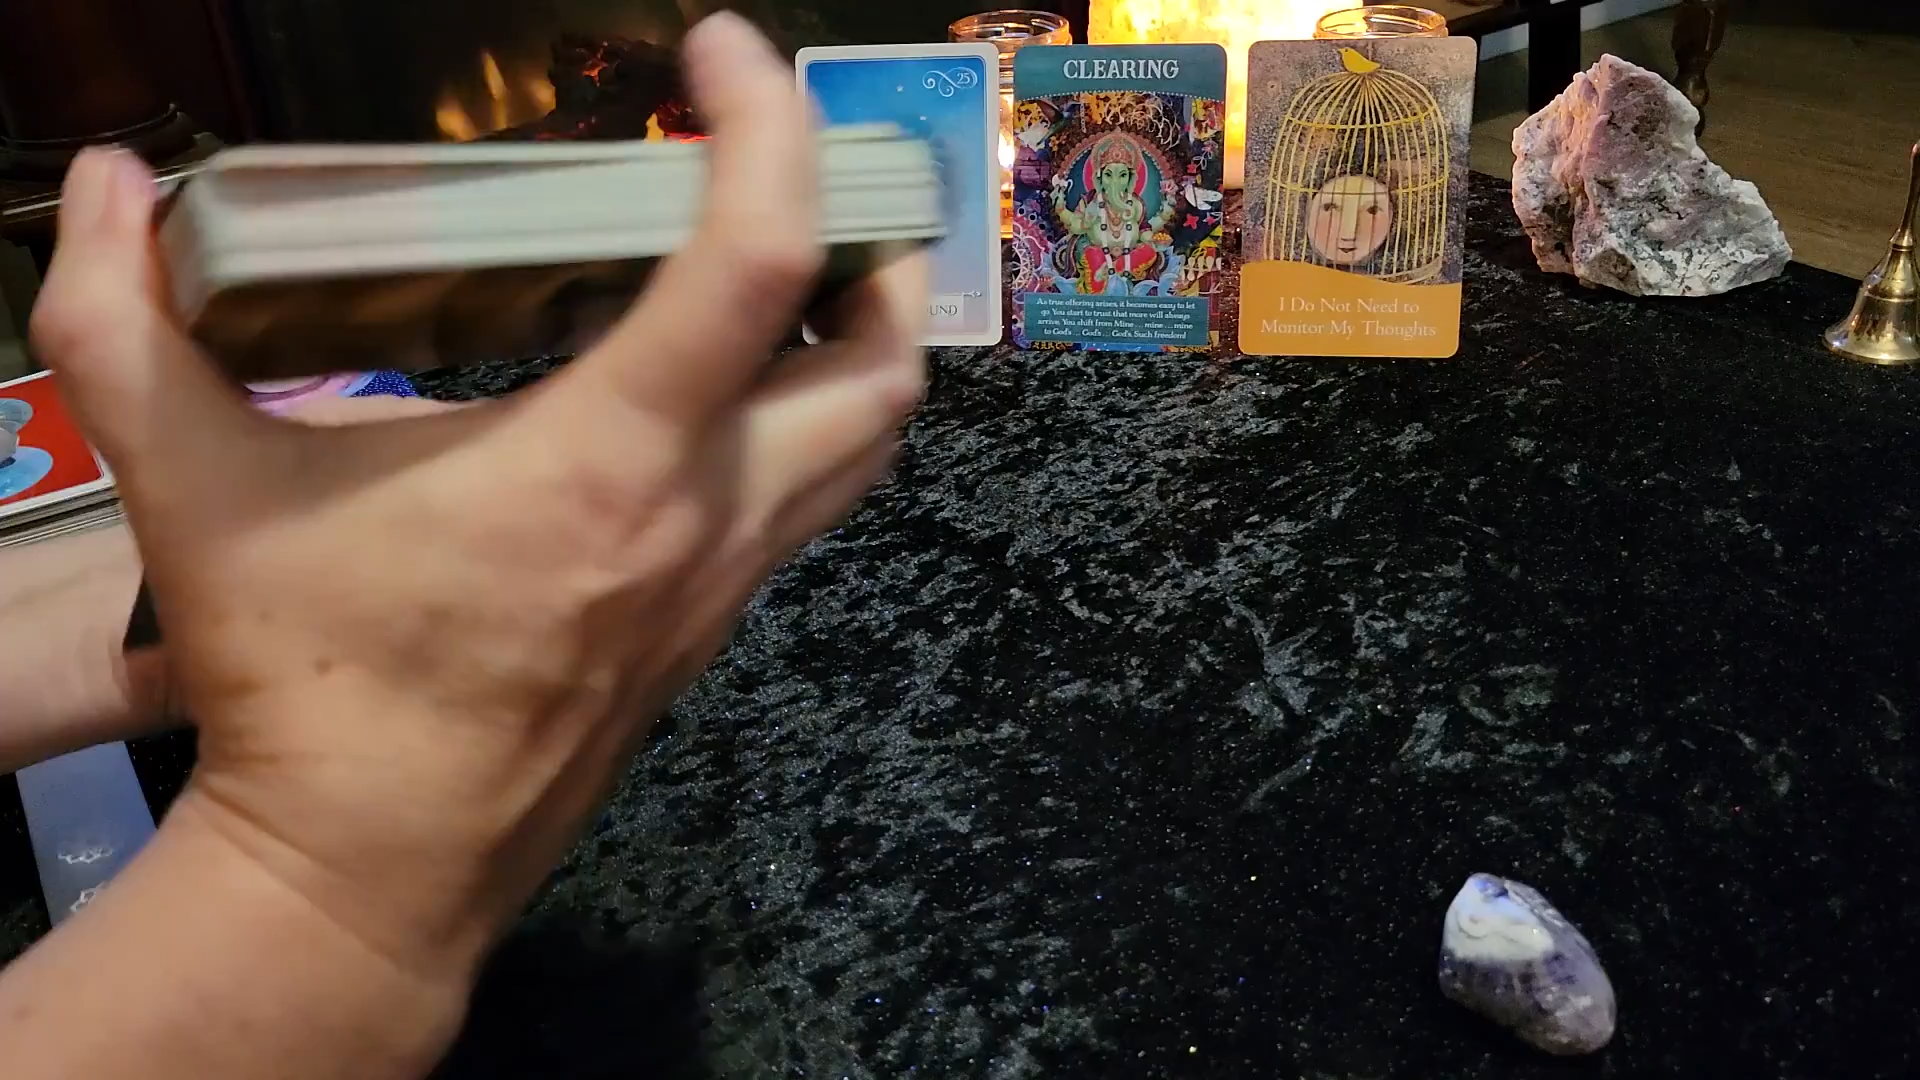 25
UND
CLEARING
As true offering arises, it becomes easy to let
go. You start to trust that more will always
arrive. You shift from Mine ... mine ... mine
to God's ... God's ... God's. Such freedom!
I Do Not Need to
Monitor My Thoughts